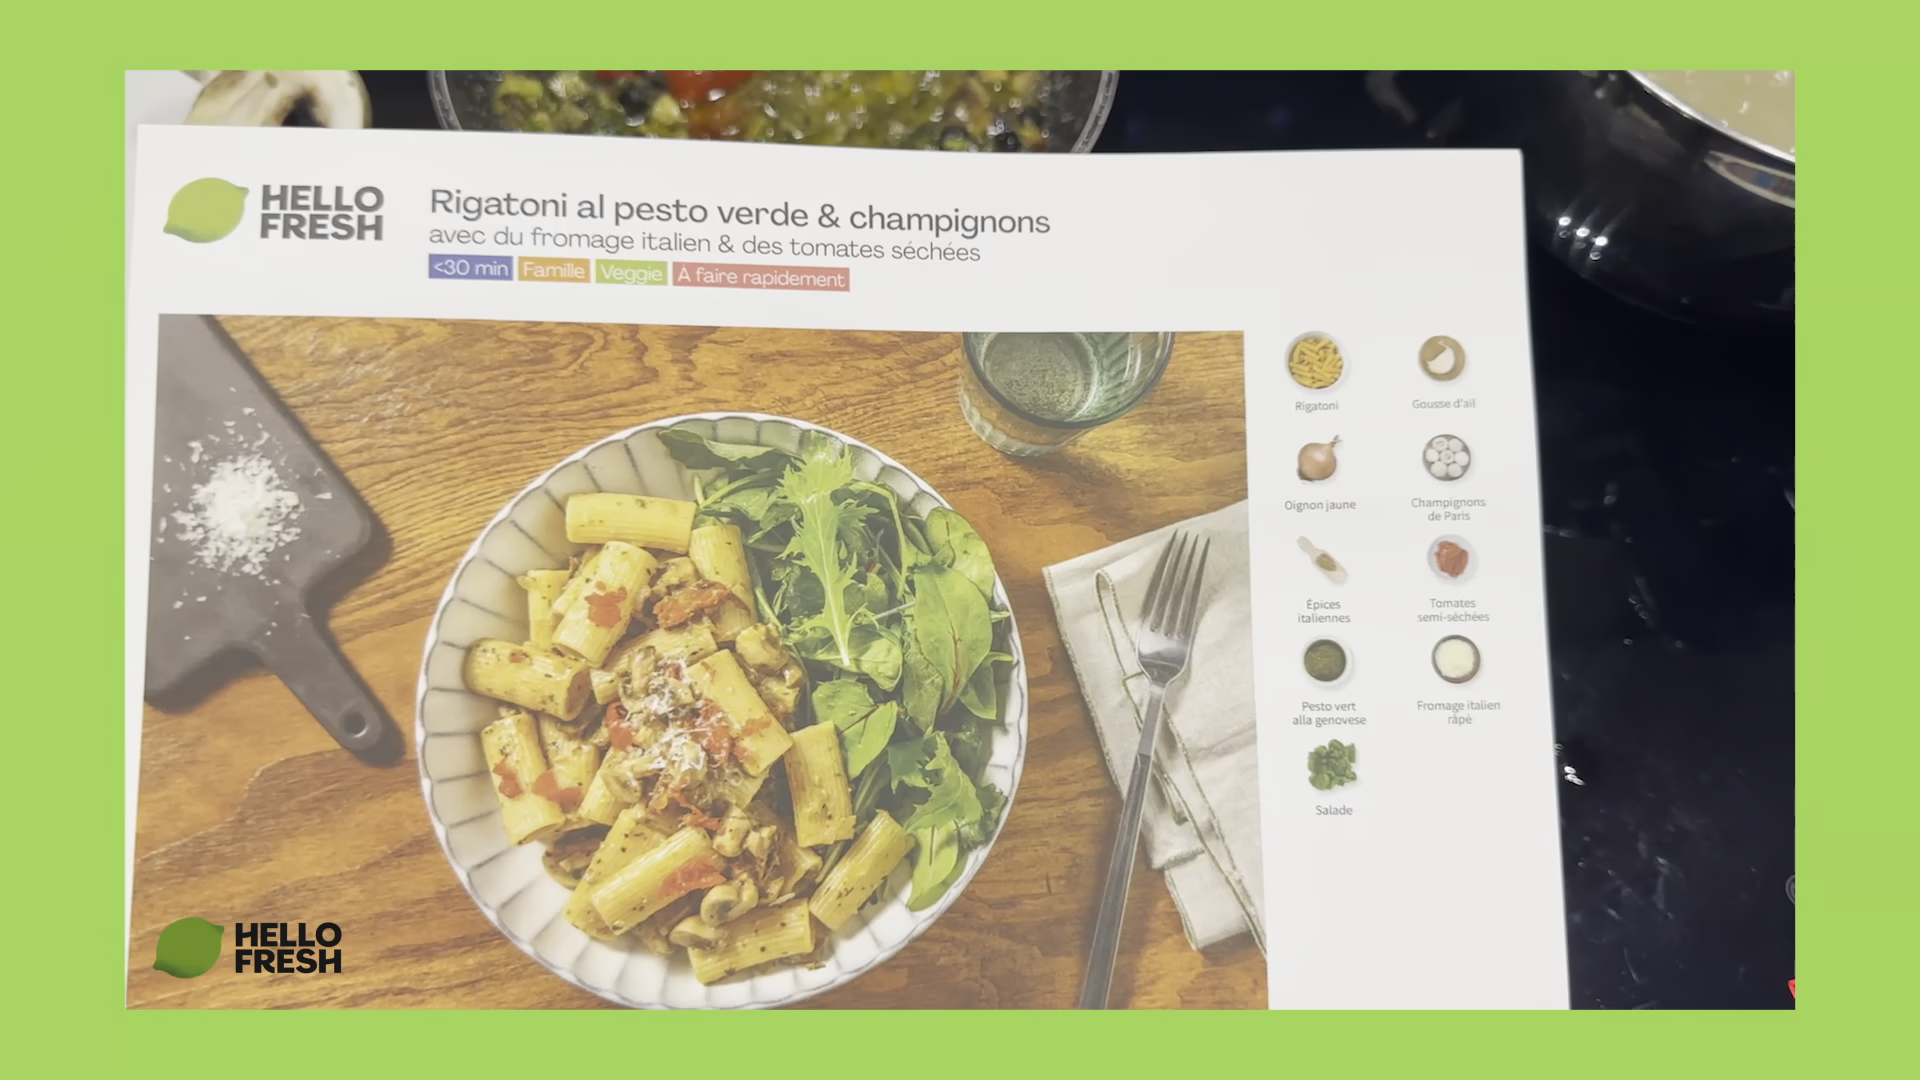 HELLO
FRESH
Rigatoni al pesto verde & champignons
avec du fromage italien & des tomates séchées
<30 min Famille Veggie À faire rapidement
Rigatoni
Gousse d'ail
Oignon jaune
Champignons
de Paris
Épices
italiennes
Tomates
semi-séchées
Pesto vert
alla genovese
Fromage italien
râpé
Salade
HELLO
FRESH